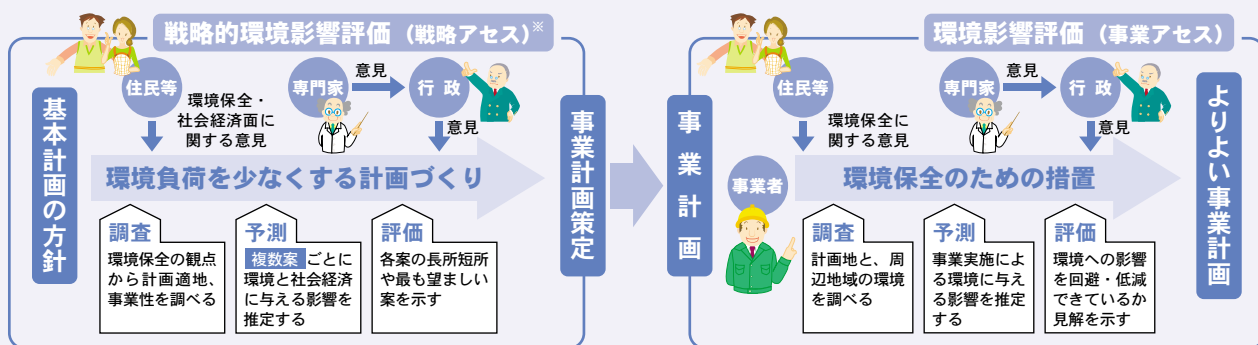 戦略的環境影響評価（戦略アセス）※
基本計画の方針
住民等
環境保全・
社会経済面に
関する意見
専門家
意見
行政
意見
環境負荷を少なくする計画づくり
調査
環境保全の観点
から計画適地、
事業性を調べる
予測
複数案 ごとに
環境と社会経済
に与える影響を
推定する
評価
各案の長所短所
や最も望ましい
案を示す
事業計画策定
環境影響評価（事業アセス）
事業計画
住民等
環境保全に
関する意見
専門家
意見
行政
意見
事業者
環境保全のための措置
調査
計画地と、周
辺地域の環境
を調べる
予測
事業実施によ
る環境に与え
る影響を推定
する
評価
環境への影響
を回避・低減
できているか
見解を示す
よりよい事業計画